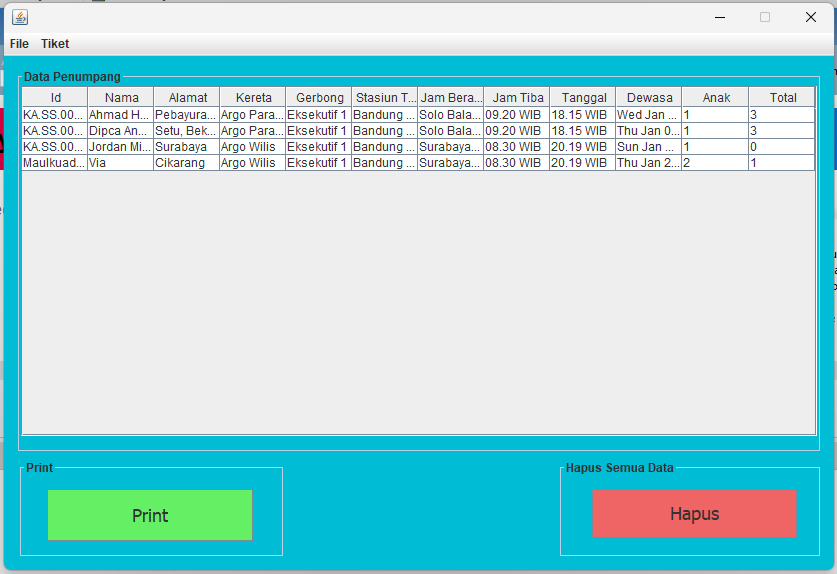 File Tiket
Data Penumpang
Id Nama Alamat Kereta Gerbong Stasiun T... Jam Bera... Jam Tiba Tanggal Dewasa Anak Total
KA.SS.00... Ahmad H... Pebayura... Argo Para... Eksekutif 1 Bandung ... Solo Bala... 09.20 WIB 18.15 WIB Wed Jan ... 1 3
KA.SS.00... Dipca An... Setu, Bek... Argo Para... Eksekutif 1 Bandung ... Solo Bala... 09.20 WIB 18.15 WIB Thu Jan 0... 1 3
KA.SS.00... Jordan Mi... Surabaya Argo Wilis Eksekutif 1 Bandung ... Surabaya... 08.30 WIB 20.19 WIB Sun Jan ... 1 0
Maulkuad... Via Cikarang Argo Wilis Eksekutif 1 Bandung ... Surabaya... 08.30 WIB 20.19 WIB Thu Jan 2... 2 1
Print Hapus Semua Data
Print Hapus